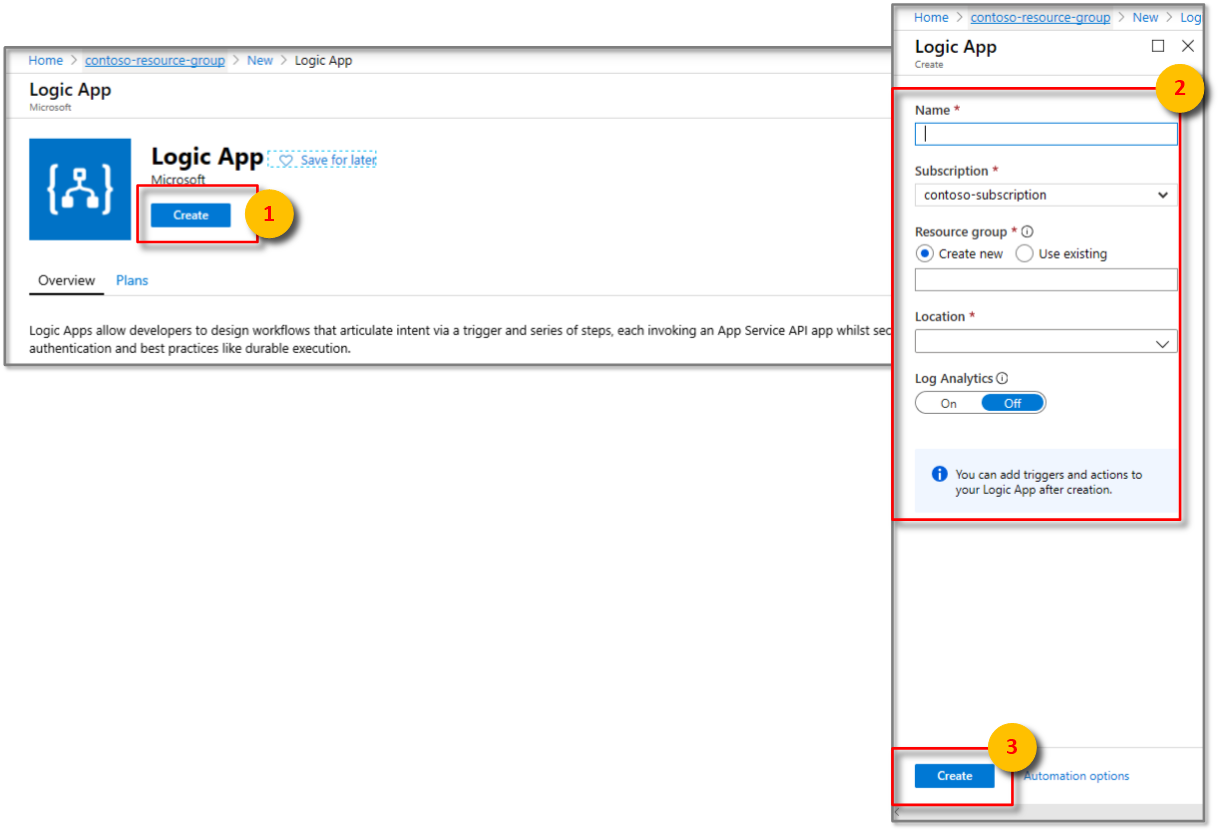 Home > contoso-resource-group > New > Logic App
Logic App
Microsoft
Logic App Save for later
Microsoft
Create
1
Overview Plans
Logic Apps allow developers to design workflows that articulate intent via a trigger and series of steps, each invoking an App Service API app whilst sec
authentication and best practices like durable execution.
Home > contoso-resource-group > New > Log
Logic App
Create
2
Name *
Subscription *
contoso-subscription
Resource group *
Create new Use existing
Location *
Log Analytics
On Off
You can add triggers and actions to
your Logic App after creation.
3
Create Automation options